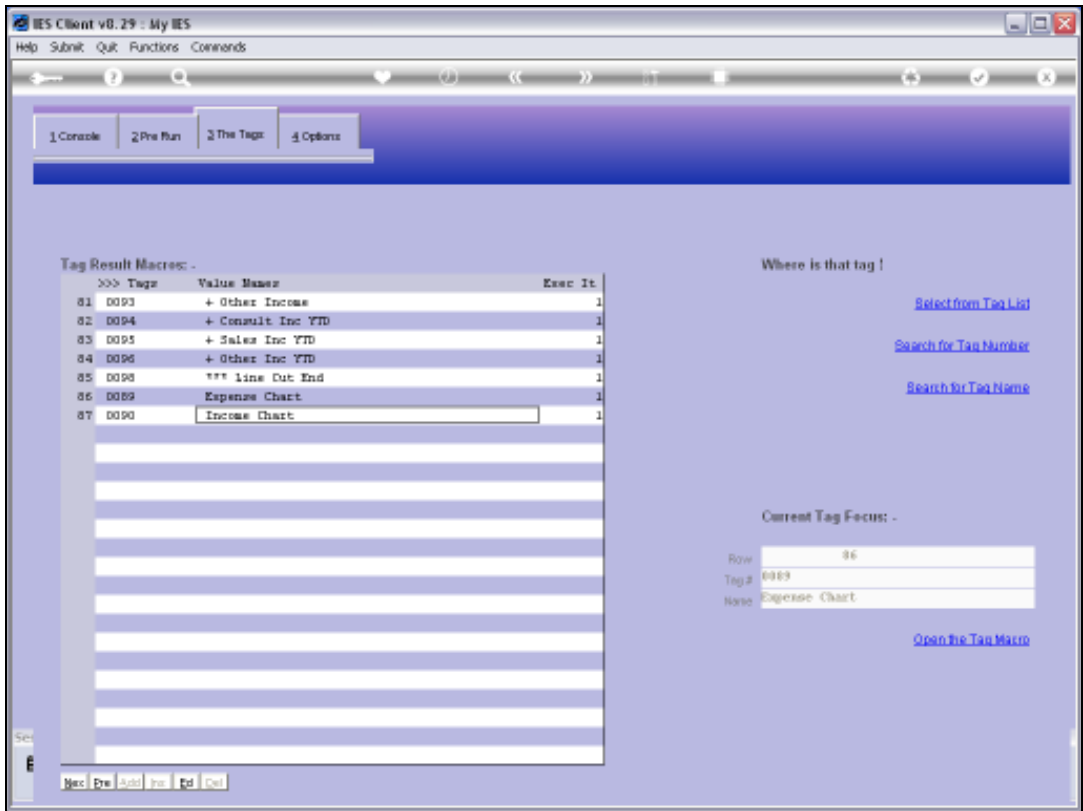 IES Client v8.29 : My IES
Help Submit Quit Functions Commands
1 Console 2 Pre Run 3 The Tags 4 Options
Tag Result Macros: -
>>> Tags Value Names Exec It
81 0093 + Other Income 1
82 0094 + Consult Inc YTD 1
83 0095 + Sales Inc YTD 1
84 0096 + Other Inc YTD 1
85 0098 *** line Cut End 1
86 0089 Expense Chart 1
87 0090 Income Chart 1
Where is that tag !
Select from Tag List
Search for Tag Number
Search for Tag Name
Current Tag Focus: -
Row 86
Tag # 0089
Name Expense Chart
Open the Tag Macro
Ses
Nex Pre Add Ins Ed Del